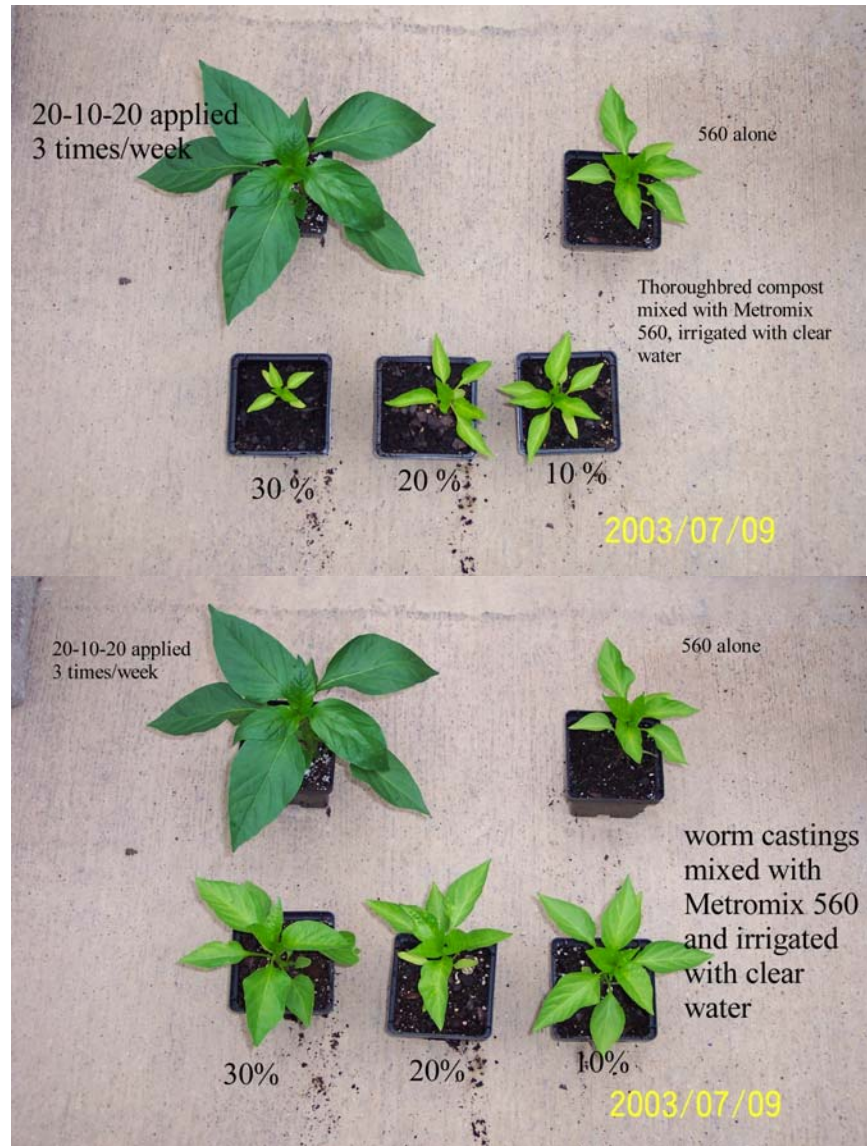 20-10-20 applied
3 times/week
560 alone
Thoroughbred compost
mixed with Metromix
560, irrigated with clear
water
30 %
20 %
10 %
2003/07/09
20-10-20 applied
3 times/week
560 alone
worm castings
mixed with
Metromix 560
and irrigated
with clear
water
30%
20%
10%
2003/07/09